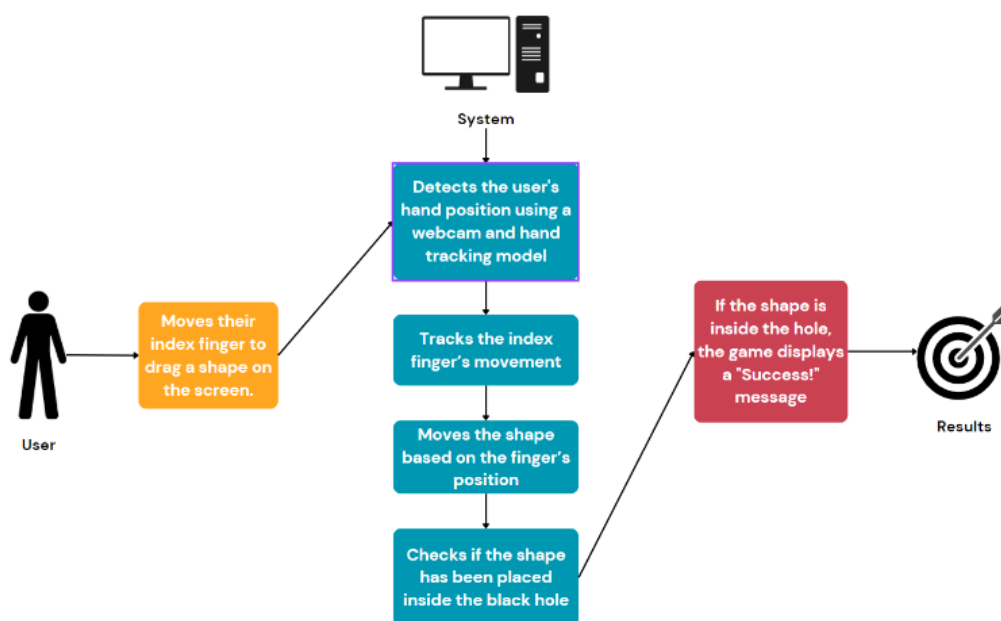 System
Detects the user's
hand position using a
webcam and hand
tracking model
Moves their
index finger to
drag a shape on
the screen.
User
Tracks the index
finger’s movement
Moves the shape
based on the finger’s
position
Checks if the shape
has been placed
inside the black hole
If the shape is
inside the hole,
the game displays
a "Success!"
message
Results